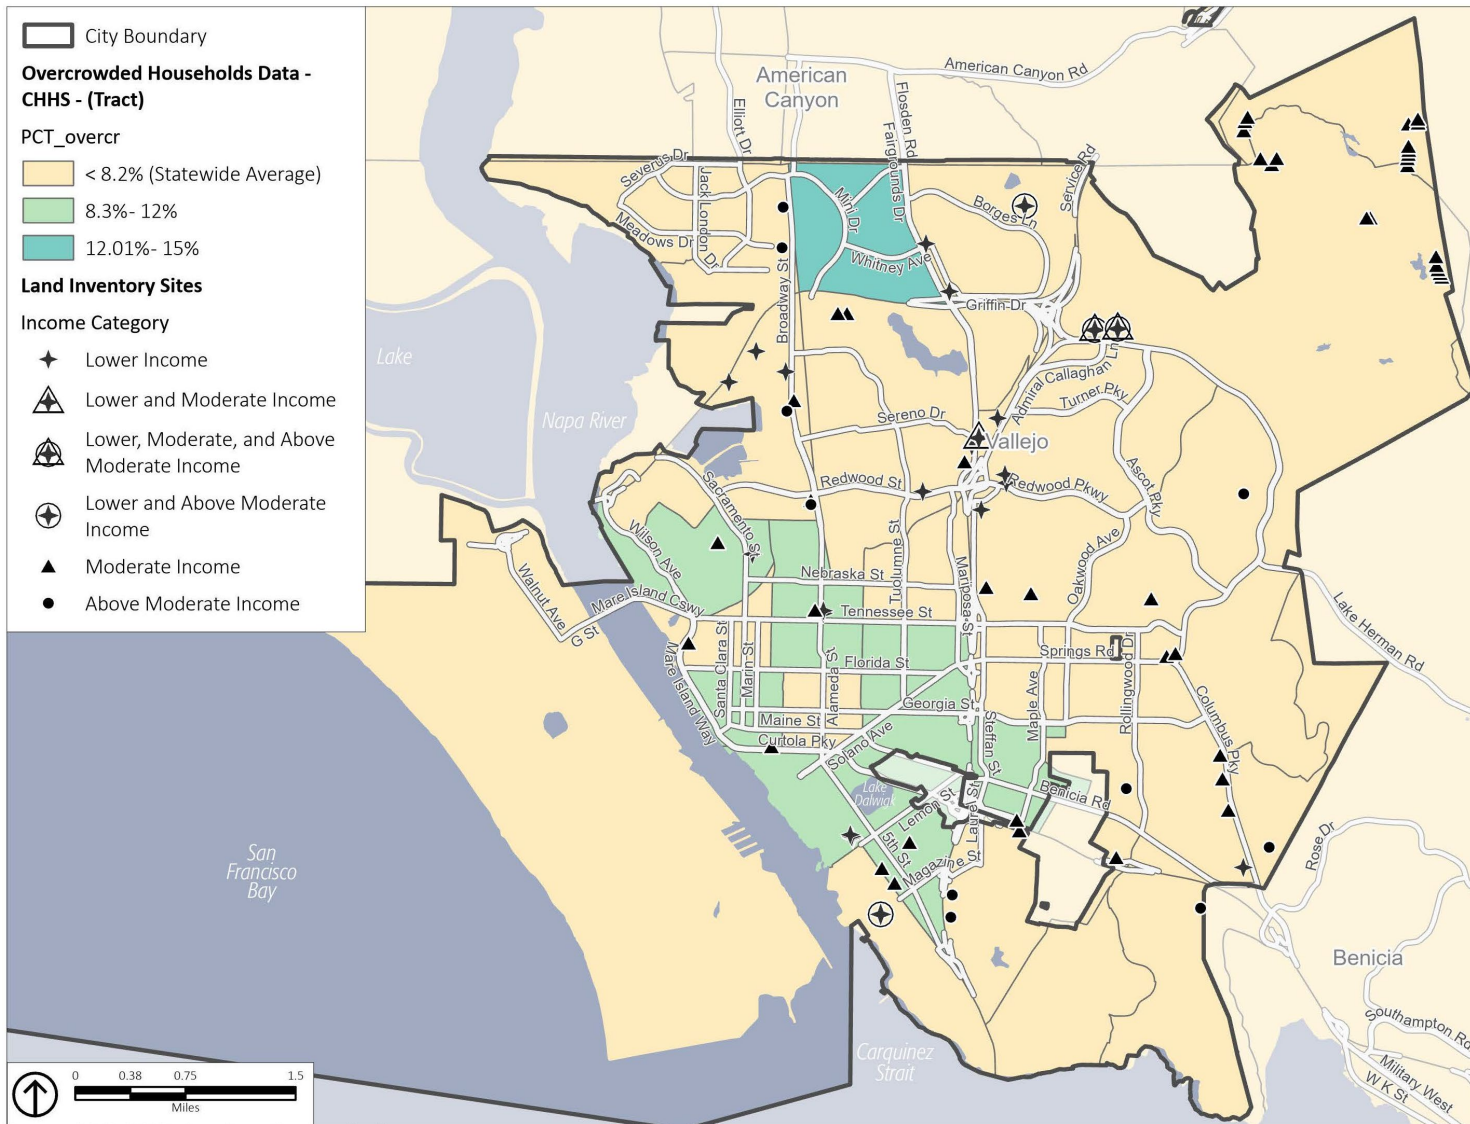 City Boundary
Overcrowded Households Data -
CHHS - (Tract)
PCT_overcr
< 8.2% (Statewide Average)
8.3%- 12%
12.01%- 15%
Land Inventory Sites
Income Category
Lower Income
Lower and Moderate Income
Lower, Moderate, and Above
Moderate Income
Lower and Above Moderate
Income
Moderate Income
Above Moderate Income
American
Canyon
American Canyon Rd
Elliott Dr
Flosden Rd
Fairgrounds Dr
Severus Dr
Jack London Dr
Meadows Dr
Mini Dr
Whitney Ave
Borges Ln
Service Rd
Broadway St
Griffin Dr
Lake
Napa River
Admiral Callaghan Ln
Turner Pky
Sereno Dr
Vallejo
Ascot Pky
Sacramento St
Redwood St
Redwood Pkwy
Wilson Ave
Tuolumne St
Mariposa St
Oakwood Ave
Nebraska St
Walnut Ave
Mare Island Cswy
G St
Tennessee St
Lake Herman Rd
Springs Rd
Rollingwood Dr
Santa Clara St
Marin St
Florida St
Alameda St
Mare Island Way
Maple Ave
Columbus Pky
Georgia St
Maine St
Curtola Pky
Solano Ave
Steffan St
Lake
Dalwigk
Lemon St
Laurel St
Benicia Rd
5th St
Magazine St
Rose Dr
San
Francisco
Bay
Benicia
Southampton Rd
Carquinez
Strait
Military West
W K St
0 0.38 0.75 1.5
Miles